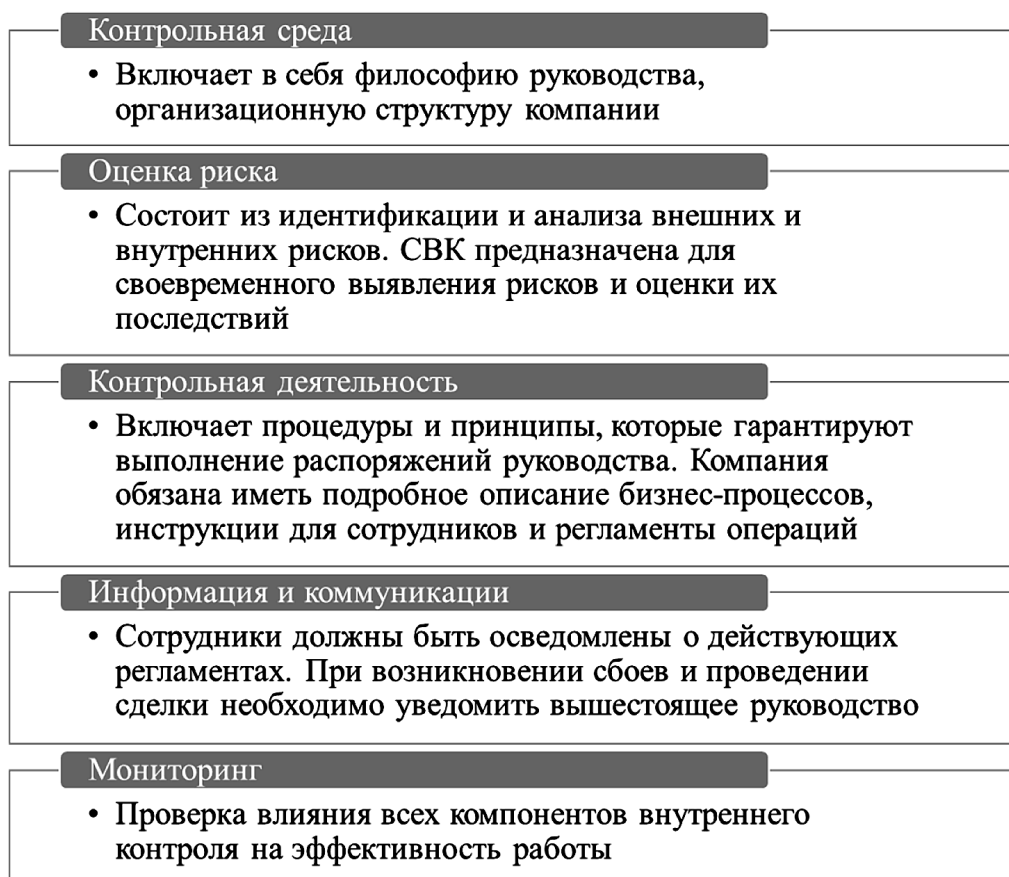 Контрольная среда
• Включает в себя философию руководства,
организационную структуру компании
Оценка риска
• Состоит из идентификации и анализа внешних и
внутренних рисков. СВК предназначена для
своевременного выявления рисков и оценки их
последствий
Контрольная деятельность
• Включает процедуры и принципы, которые гарантируют
выполнение распоряжений руководства. Компания
обязана иметь подробное описание бизнес-процессов,
инструкции для сотрудников и регламенты операций
Информация и коммуникации
• Сотрудники должны быть осведомлены о действующих
регламентах. При возникновении сбоев и проведении
сделки необходимо уведомить вышестоящее руководство
Мониторинг
• Проверка влияния всех компонентов внутреннего
контроля на эффективность работы